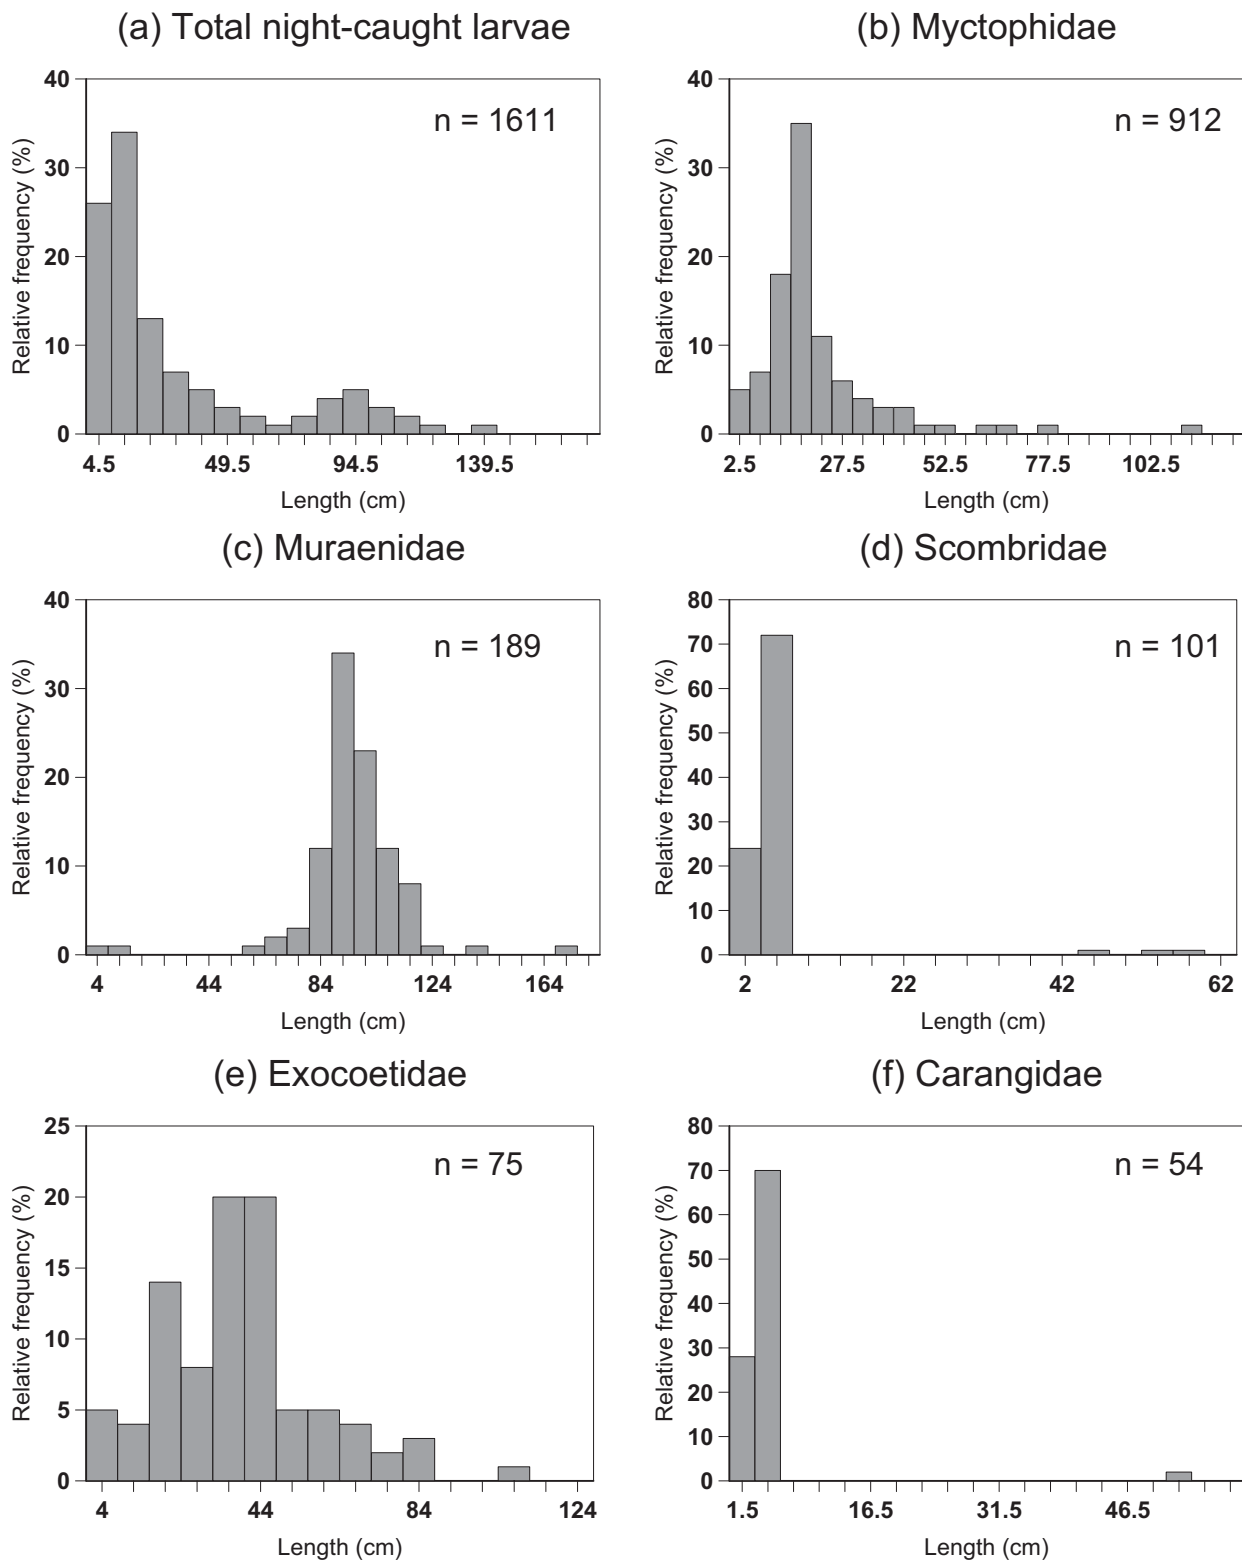 (a) Total night-caught larvae
40
30
20
10
0
Relative frequency (%)
n = 1611
4.5 49.5 94.5 139.5
Length (cm)
(b) Myctophidae
40
30
20
10
0
Relative frequency (%)
n = 912
2.5 27.5 52.5 77.5 102.5
Length (cm)
(c) Muraenidae
40
30
20
10
0
Relative frequency (%)
n = 189
4 44 84 124 164
Length (cm)
(d) Scombridae
80
70
60
50
40
30
20
10
0
Relative frequency (%)
n = 101
2 22 42 62
Length (cm)
(e) Exocoetidae
25
20
15
10
5
0
Relative frequency (%)
n = 75
4 44 84 124
Length (cm)
(f) Carangidae
80
70
60
50
40
30
20
10
0
Relative frequency (%)
n = 54
1.5 16.5 31.5 46.5
Length (cm)